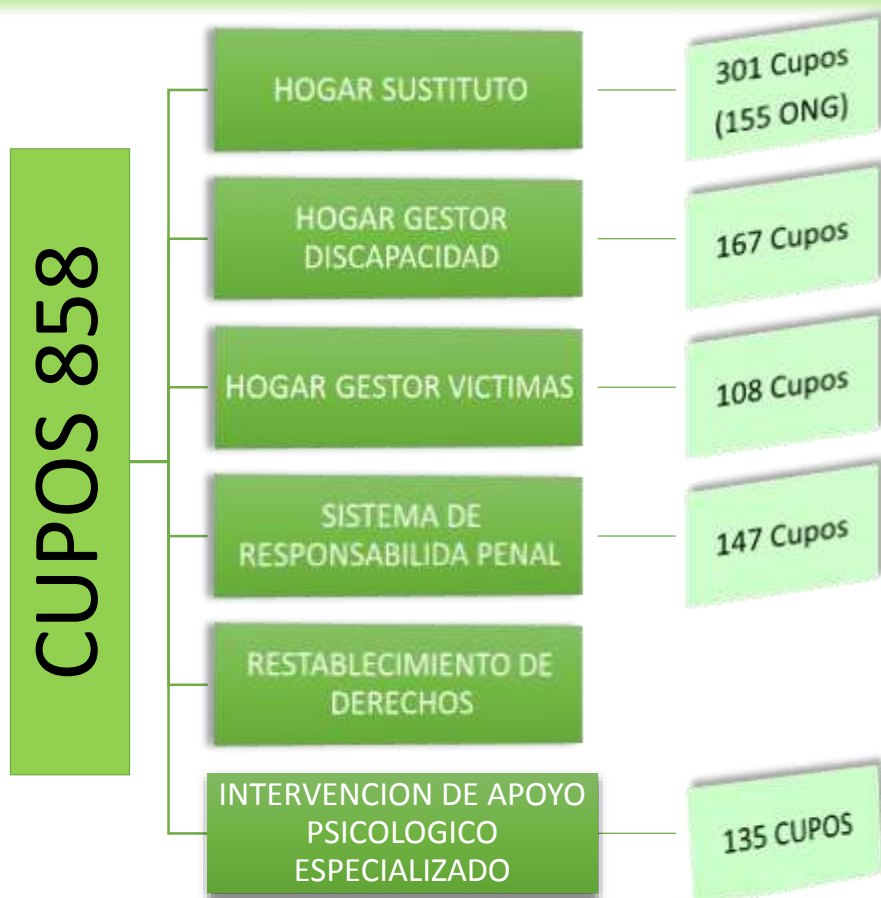 CUPOS 858
HOGAR SUSTITUTO
301 Cupos
(155 ONG)
HOGAR GESTOR
DISCAPACIDAD
167 Cupos
HOGAR GESTOR VICTIMAS
108 Cupos
SISTEMA DE
RESPONSABILIDA PENAL
147 Cupos
RESTABLECIMIENTO DE
DERECHOS
INTERVENCION DE APOYO
PSICOLOGICO
ESPECIALIZADO
135 CUPOS